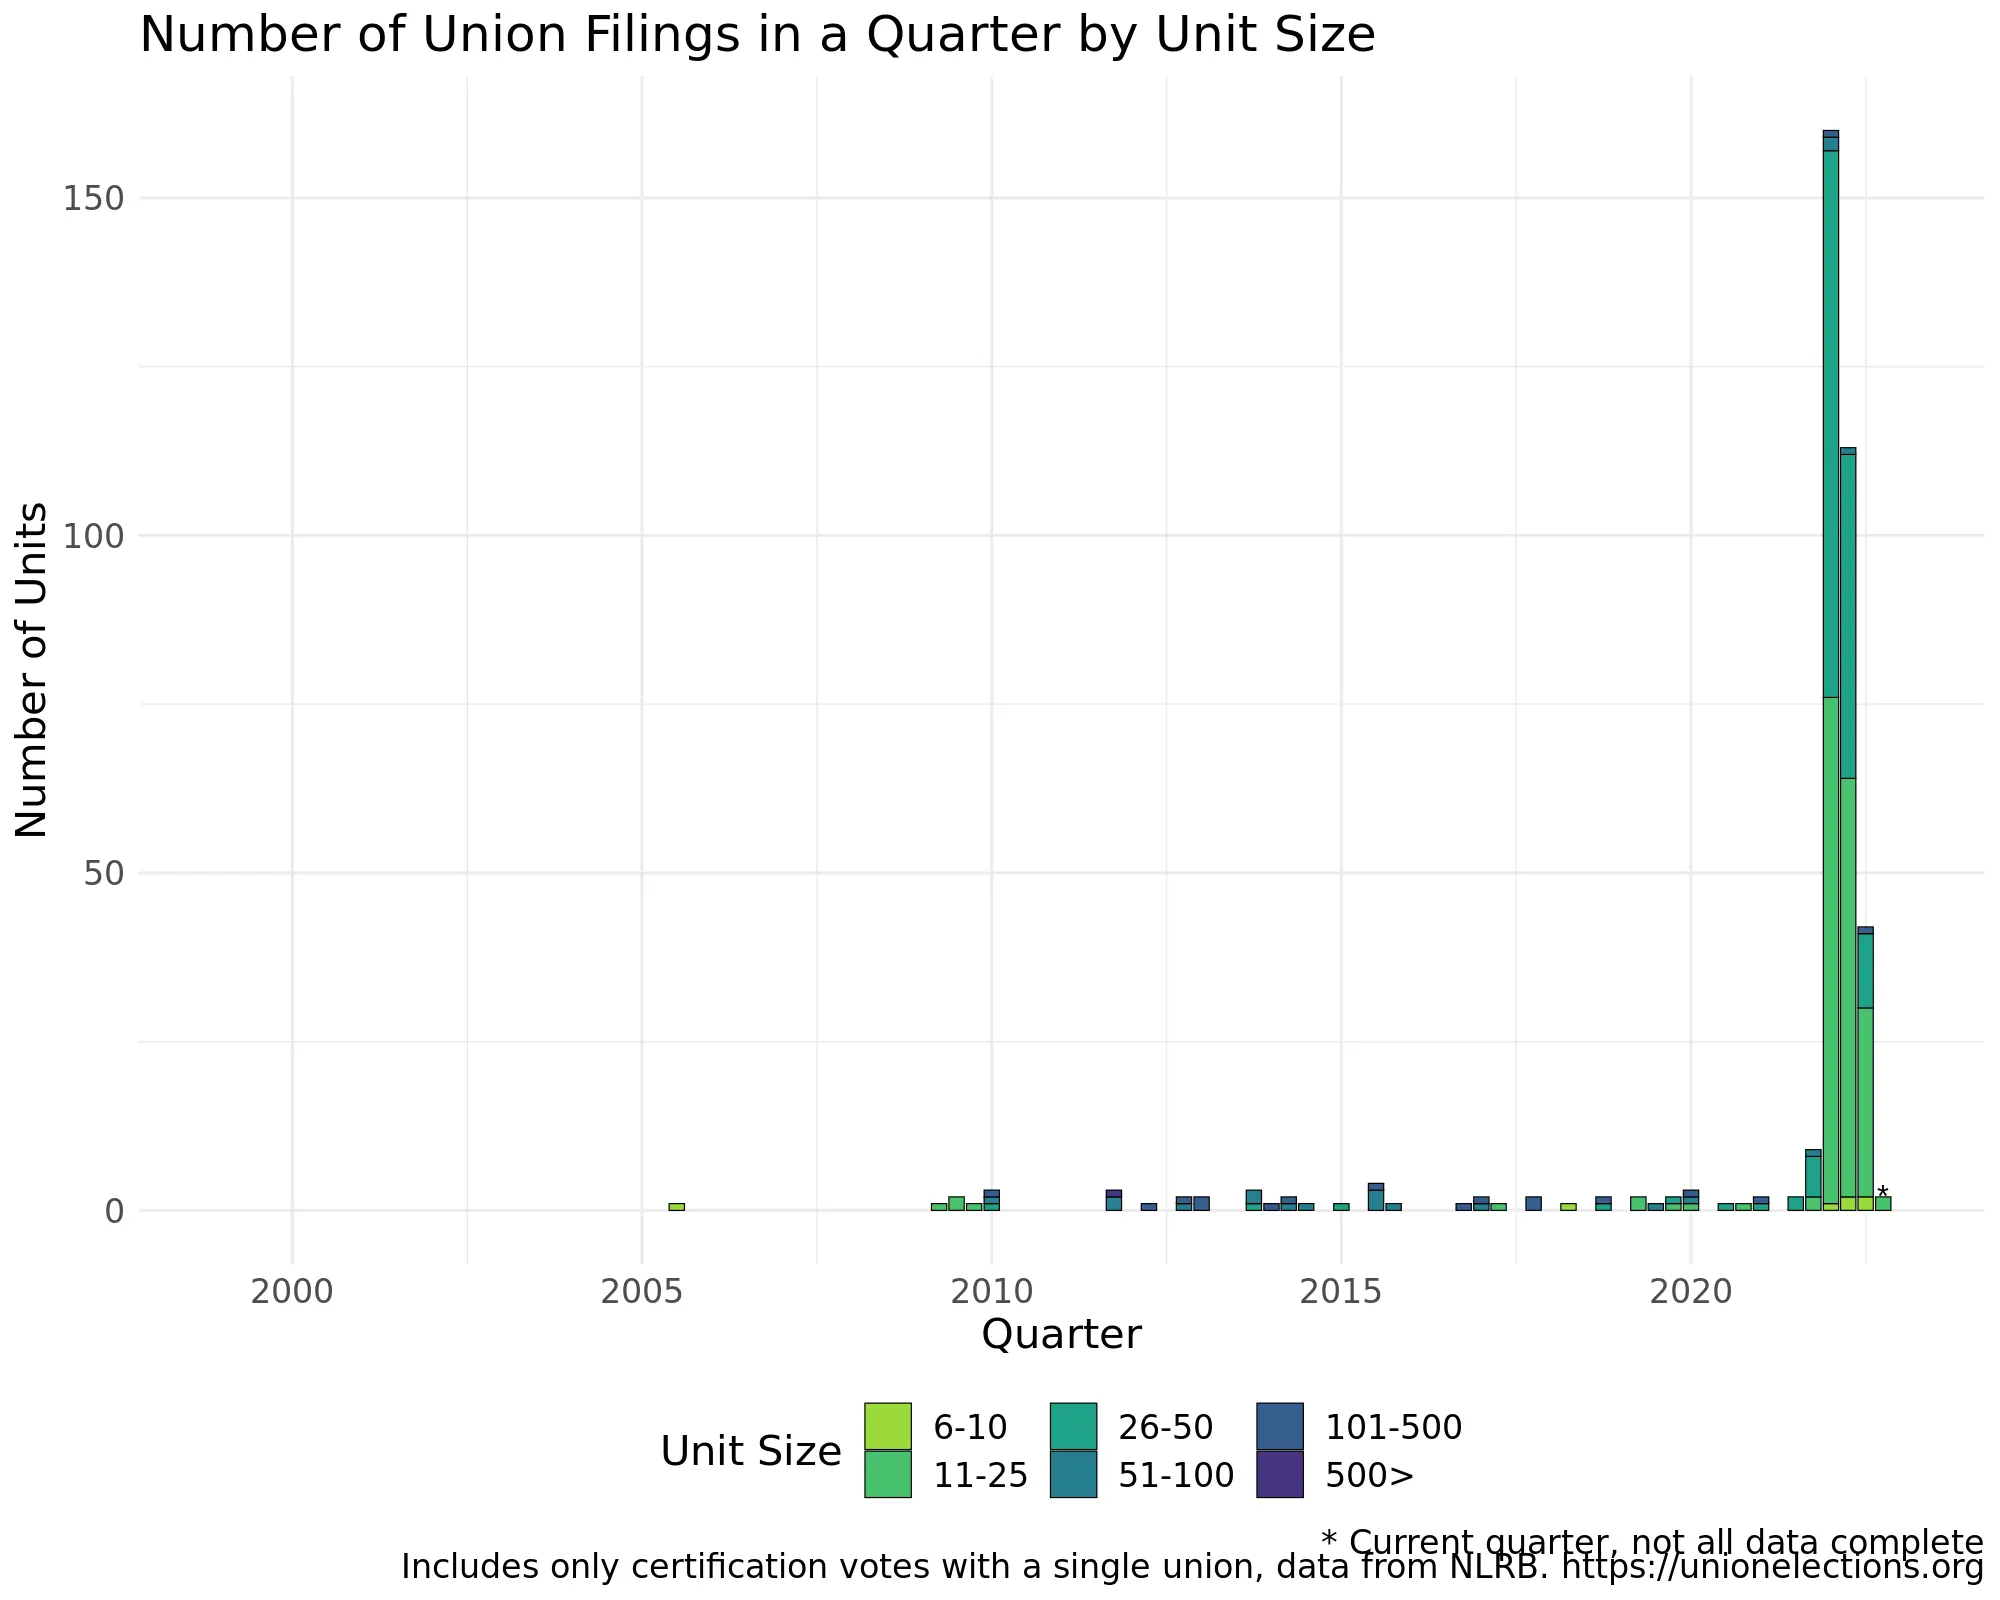 Number of Union Filings in a Quarter by Unit Size
Number of Units
150
100
50
0
*
2000 2005 2010 2015 2020
Quarter
Unit Size
6-10 26-50 101-500
11-25 51-100 500>
* Current quarter, not all data complete
Includes only certification votes with a single union, data from NLRB. https://unionelections.org